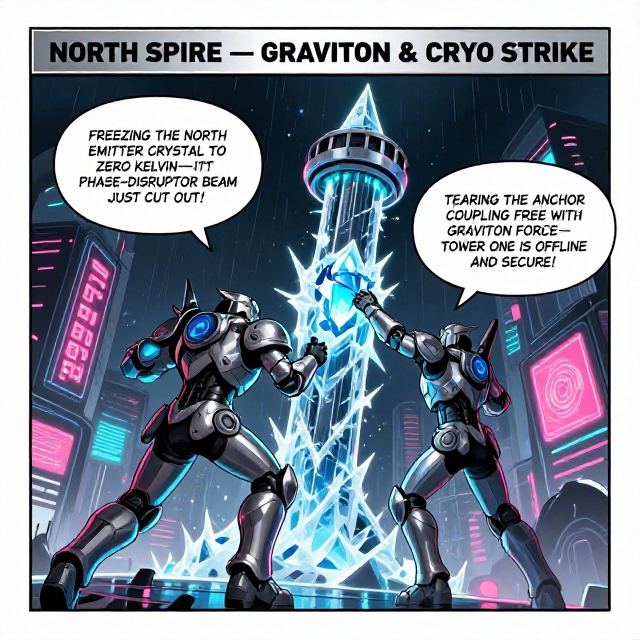 NORTH SPIRE — GRAVITON & CRYO STRIKE
FREEZING THE NORTH
EMITTER CRYSTAL TO
ZERO KELVIN—ITT
PHASE-DISRUPTOR BEAM
JUST CUT OUT!
TEARING THE ANCHOR
COUPLING FREE WITH
GRAVITON FORCE—
TOWER ONE IS OFFLINE
AND SECURE!